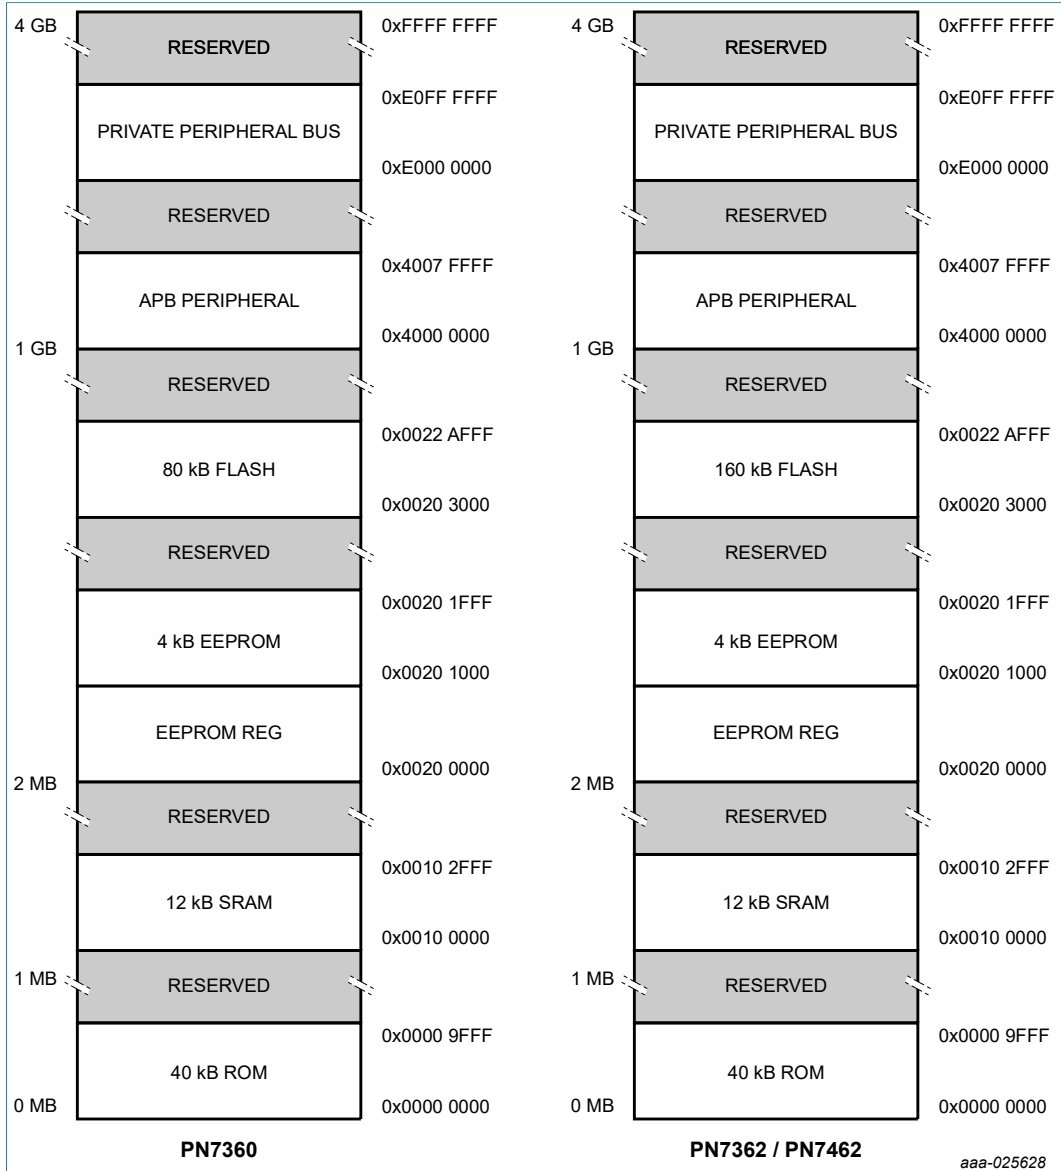 4 GB
RESERVED
0xFFFF FFFF
0xE0FF FFFF
PRIVATE PERIPHERAL BUS
0xE000 0000
RESERVED
0x4007 FFFF
APB PERIPHERAL
0x4000 0000
1 GB
RESERVED
0x0022 AFFF
80 kB FLASH
0x0020 3000
RESERVED
0x0020 1FFF
4 kB EEPROM
0x0020 1000
EEPROM REG
0x0020 0000
2 MB
RESERVED
0x0010 2FFF
12 kB SRAM
0x0010 0000
1 MB
RESERVED
0x0000 9FFF
40 kB ROM
0 MB
0x0000 0000
PN7360
4 GB
RESERVED
0xFFFF FFFF
0xE0FF FFFF
PRIVATE PERIPHERAL BUS
0xE000 0000
RESERVED
0x4007 FFFF
APB PERIPHERAL
0x4000 0000
1 GB
RESERVED
0x0022 AFFF
160 kB FLASH
0x0020 3000
RESERVED
0x0020 1FFF
4 kB EEPROM
0x0020 1000
EEPROM REG
0x0020 0000
2 MB
RESERVED
0x0010 2FFF
12 kB SRAM
0x0010 0000
1 MB
RESERVED
0x0000 9FFF
40 kB ROM
0 MB
0x0000 0000
PN7362 / PN7462
aaa-025628